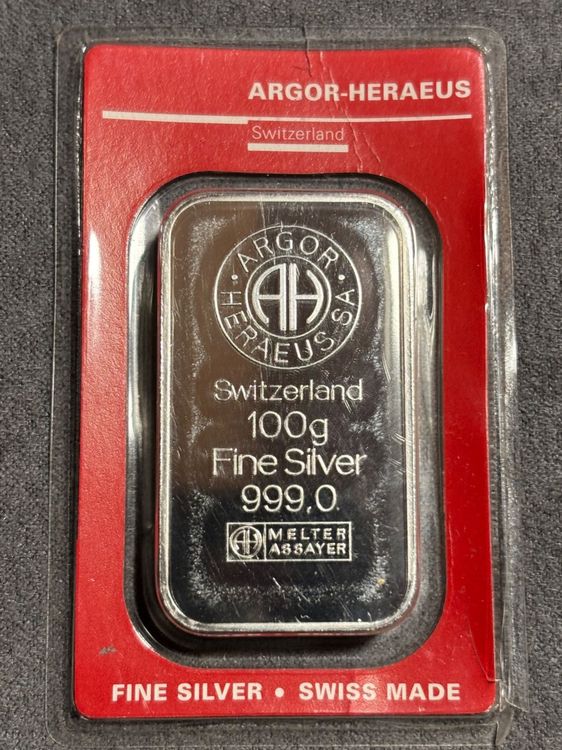 ARGOR-HERAEUS
Switzerland
ARGOR
HERAEUS SA
AH
Switzerland
100g
Fine Silver
999,0
AH MELTER
ASSAYER
FINE SILVER • SWISS MADE